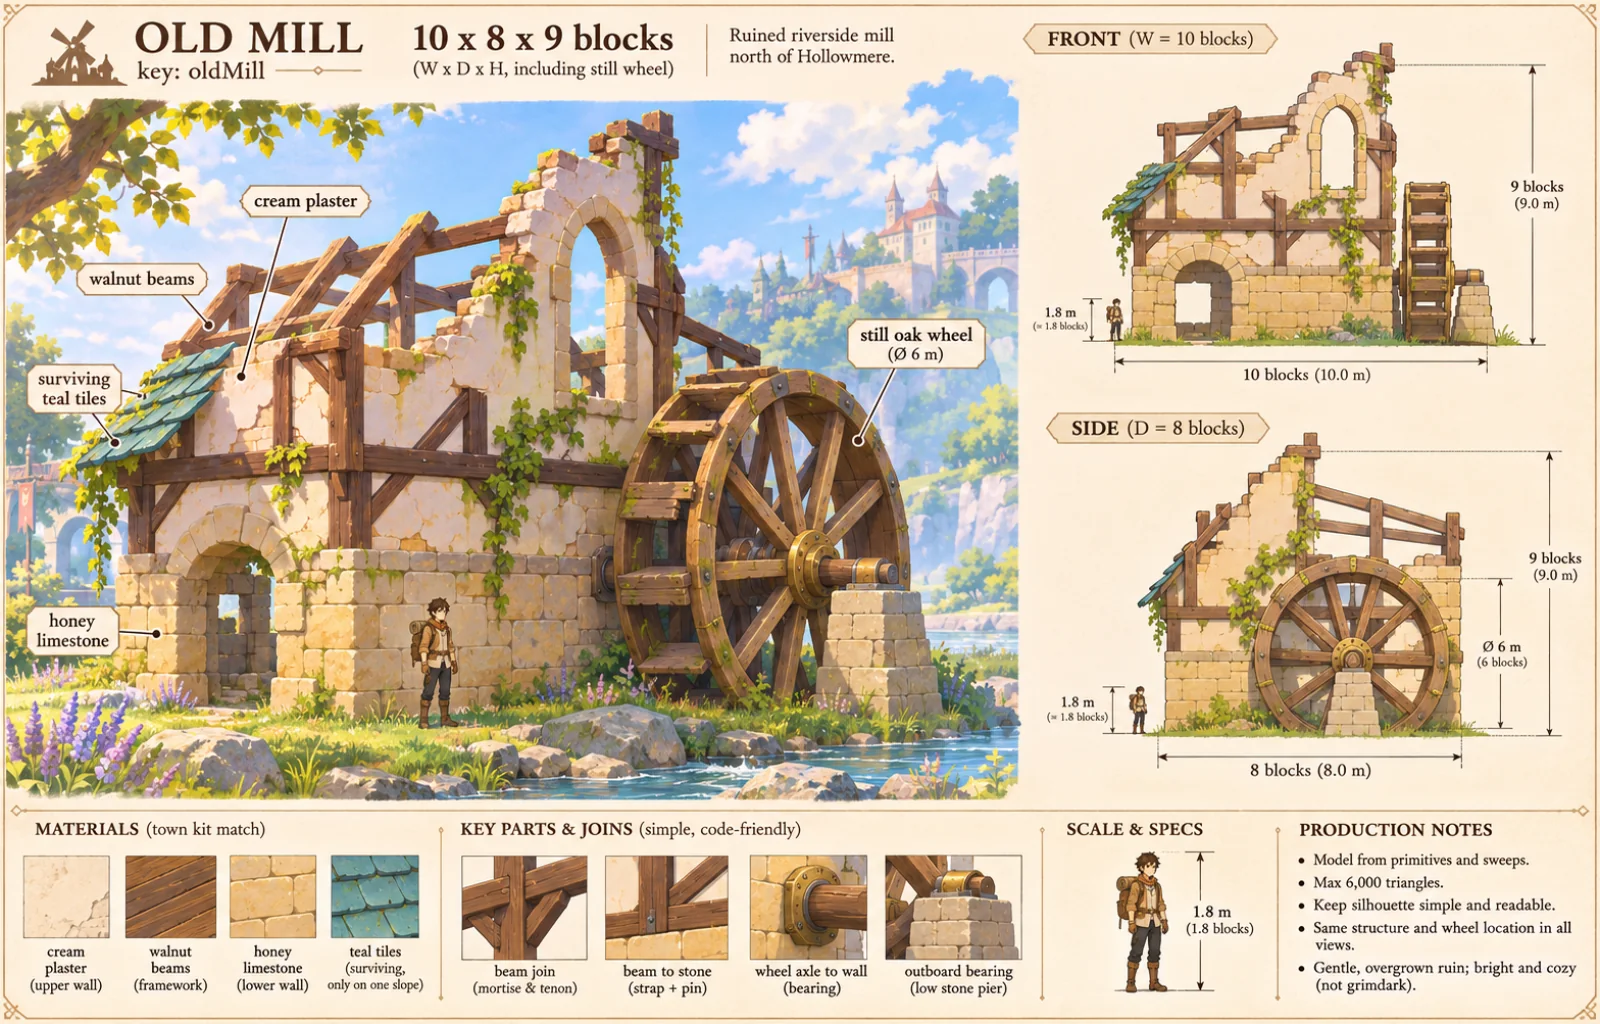 OLD MILL
key: oldMill
10 x 8 x 9 blocks
(W x D x H, including still wheel)
Ruined riverside mill
north of Hollowmere.
cream plaster
walnut beams
surviving
teal tiles
honey
limestone
still oak wheel
(Ø 6 m)
FRONT (W = 10 blocks)
9 blocks
(9.0 m)
1.8 m
(≈ 1.8 blocks)
10 blocks (10.0 m)
SIDE (D = 8 blocks)
9 blocks
(9.0 m)
Ø 6 m
(6 blocks)
1.8 m
(≈ 1.8 blocks)
8 blocks (8.0 m)
MATERIALS (town kit match)
cream
plaster
(upper wall)
walnut
beams
(framework)
honey
limestone
(lower wall)
teal tiles
(surviving,
only on one slope)
KEY PARTS & JOINS (simple, code-friendly)
beam join
(mortise & tenon)
beam to stone
(strap + pin)
wheel axle to wall
(bearing)
outboard bearing
(low stone pier)
SCALE & SPECS
1.8 m
(1.8 blocks)
PRODUCTION NOTES
• Model from primitives and sweeps.
• Max 6,000 triangles.
• Keep silhouette simple and readable.
• Same structure and wheel location in all
views.
• Gentle, overgrown ruin; bright and cozy
(not grimdark).